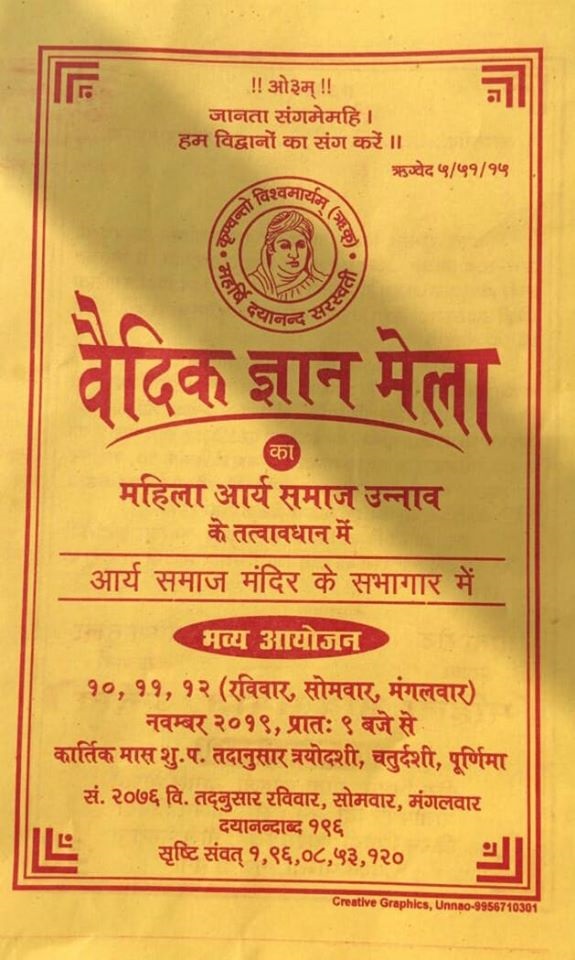 !! ओ३म् !!
जानता संगमेमहि ।
हम विद्वानों का संग करें ।।
ऋग्वेद ५/५१/१५
कृण्वन्तो विश्वमार्यम् (ऋक्)
महर्षि दयानन्द सरस्वती
वैदिक ज्ञान मेला
का
महिला आर्य समाज उन्नाव
के तत्वावधान में
आर्य समाज मंदिर के सभागार में
भव्य आयोजन
१०, ११, १२ (रविवार, सोमवार, मंगलवार)
नवम्बर २०१९, प्रातः ९ बजे से
कार्तिक मास शु.प. तदानुसार त्रयोदशी, चतुर्दशी, पूर्णिमा
सं. २०७६ वि. तद्नुसार रविवार, सोमवार, मंगलवार
दयानन्दाब्द १९६
सृष्टि संवत् १,९६,०८,५३,१२०
Creative Graphics, Unnao-9956710301